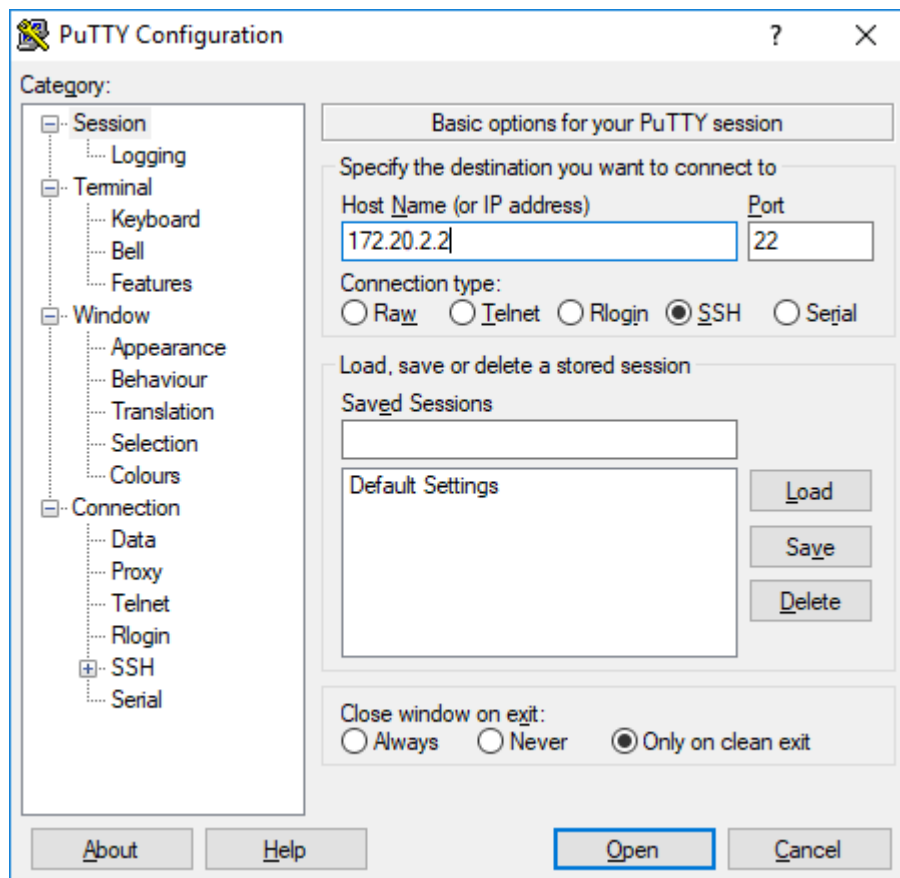 PuTTY Configuration
?
Category:
Session
Logging
Terminal
Keyboard
Bell
Features
Window
Appearance
Behaviour
Translation
Selection
Colours
Connection
Data
Proxy
Telnet
Rlogin
SSH
Serial
Basic options for your PuTTY session
Specify the destination you want to connect to
Host Name (or IP address) Port
172.20.2.2 22
Connection type:
Raw Telnet Rlogin SSH Serial
Load, save or delete a stored session
Saved Sessions
Default Settings
Load
Save
Delete
Close window on exit:
Always Never Only on clean exit
About Help Open Cancel